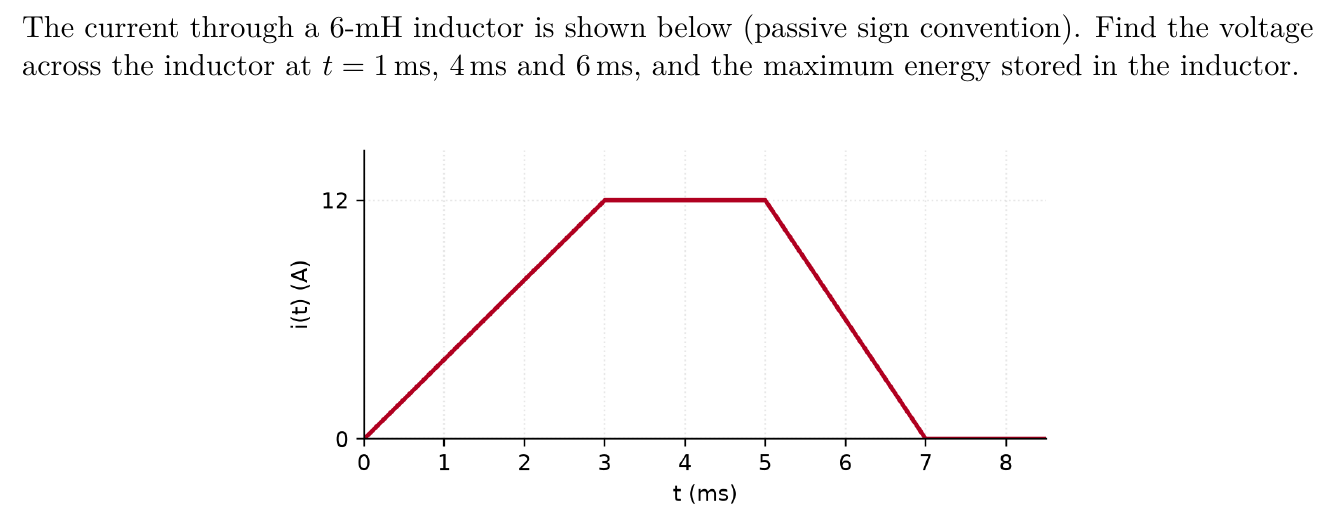 The current through a 6-mH inductor is shown below (passive sign convention). Find the voltage
across the inductor at t = 1 ms, 4 ms and 6 ms, and the maximum energy stored in the inductor.
12
i(t) (A)
0
0 1 2 3 4 5 6 7 8
t (ms)